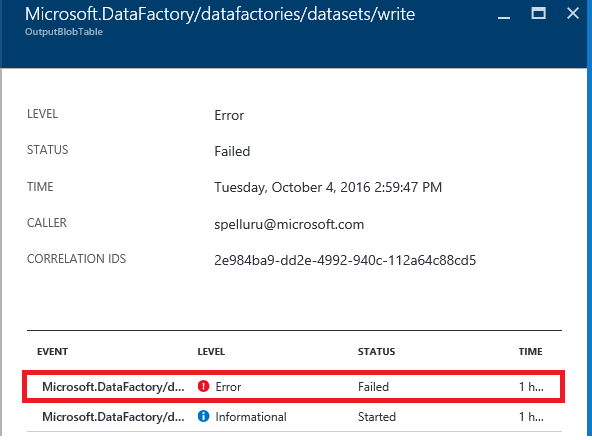 Microsoft.DataFactory/datafactories/datasets/write
OutputBlobTable
LEVEL Error
STATUS Failed
TIME Tuesday, October 4, 2016 2:59:47 PM
CALLER spelluru@microsoft.com
CORRELATION IDS 2e984ba9-dd2e-4992-940c-112a64c88cd5
EVENT LEVEL STATUS TIME
Microsoft.DataFactory/d... Error Failed 1 h...
Microsoft.DataFactory/d... Informational Started 1 h...